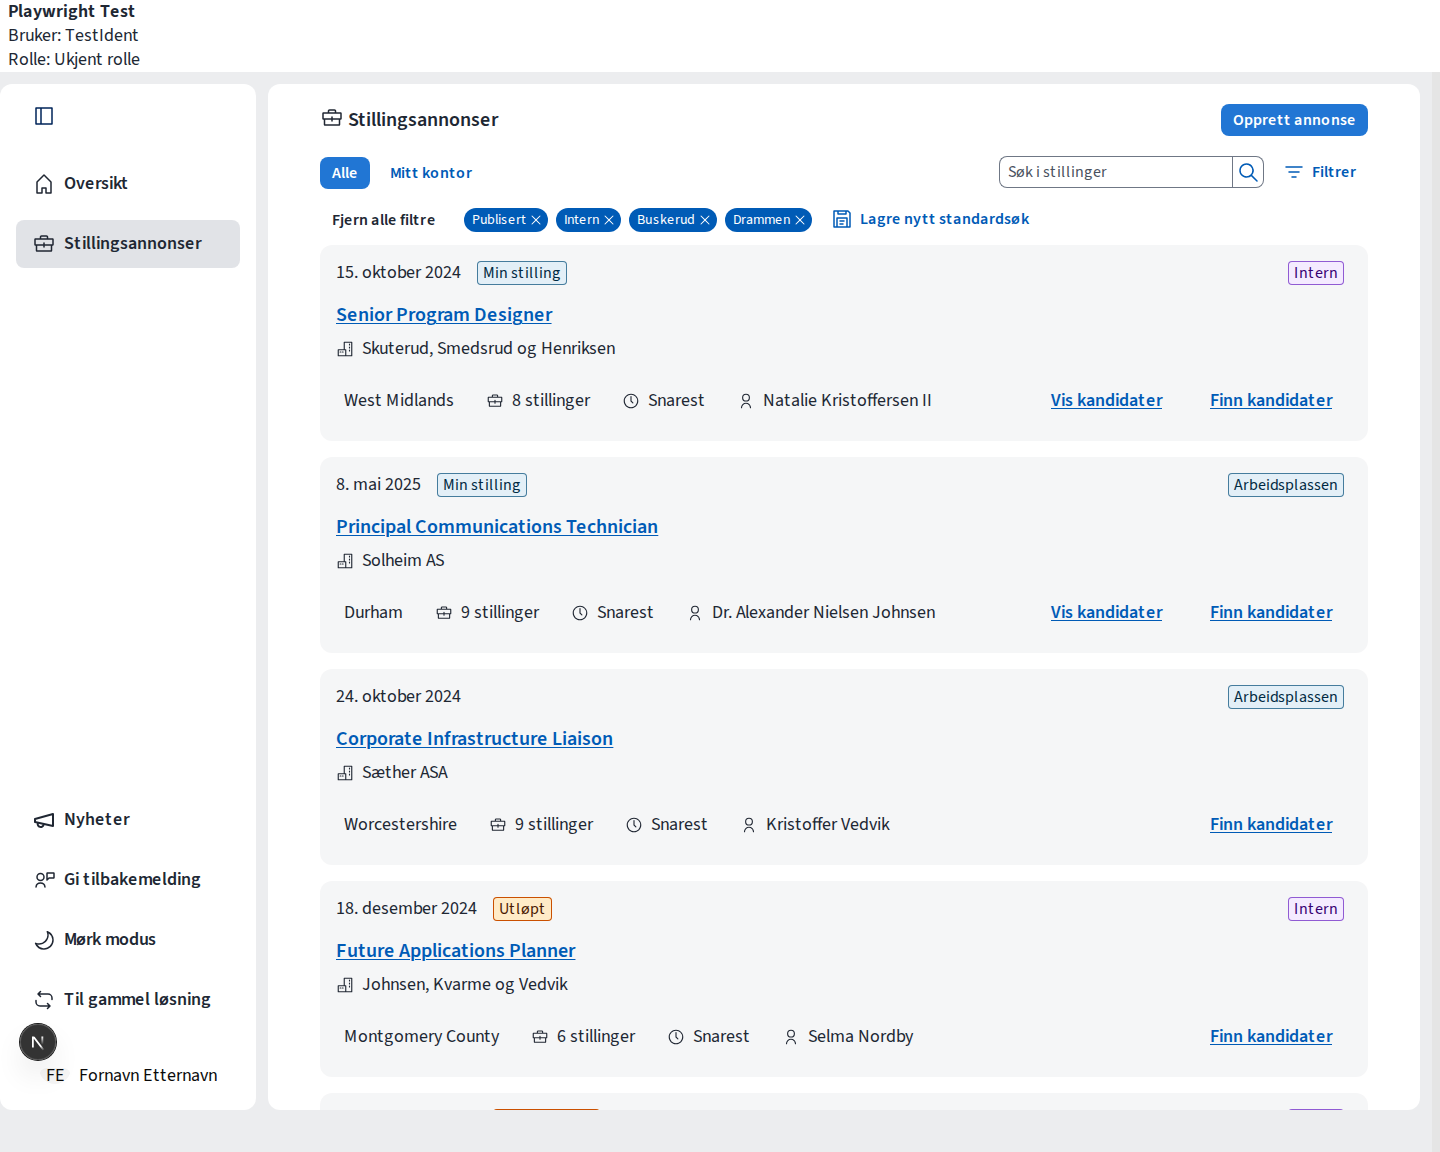 Playwright Test
Bruker: TestIdent
Rolle: Ukjent rolle
Oversikt
Stillingsannonser
Nyheter
Gi tilbakemelding
Mørk modus
Til gammel løsning
N
FE Fornavn Etternavn
Stillingsannonser
Opprett annonse
Alle Mitt kontor
Søk i stillinger
Filtrer
Fjern alle filtre Publisert Intern Buskerud Drammen Lagre nytt standardsøk
15. oktober 2024 Min stilling Intern
Senior Program Designer
Skuterud, Smedsrud og Henriksen
West Midlands 8 stillinger Snarest Natalie Kristoffersen II Vis kandidater Finn kandidater
8. mai 2025 Min stilling Arbeidsplassen
Principal Communications Technician
Solheim AS
Durham 9 stillinger Snarest Dr. Alexander Nielsen Johnsen Vis kandidater Finn kandidater
24. oktober 2024 Arbeidsplassen
Corporate Infrastructure Liaison
Sæther ASA
Worcestershire 9 stillinger Snarest Kristoffer Vedvik Finn kandidater
18. desember 2024 Utløpt Intern
Future Applications Planner
Johnsen, Kvarme og Vedvik
Montgomery County 6 stillinger Snarest Selma Nordby Finn kandidater